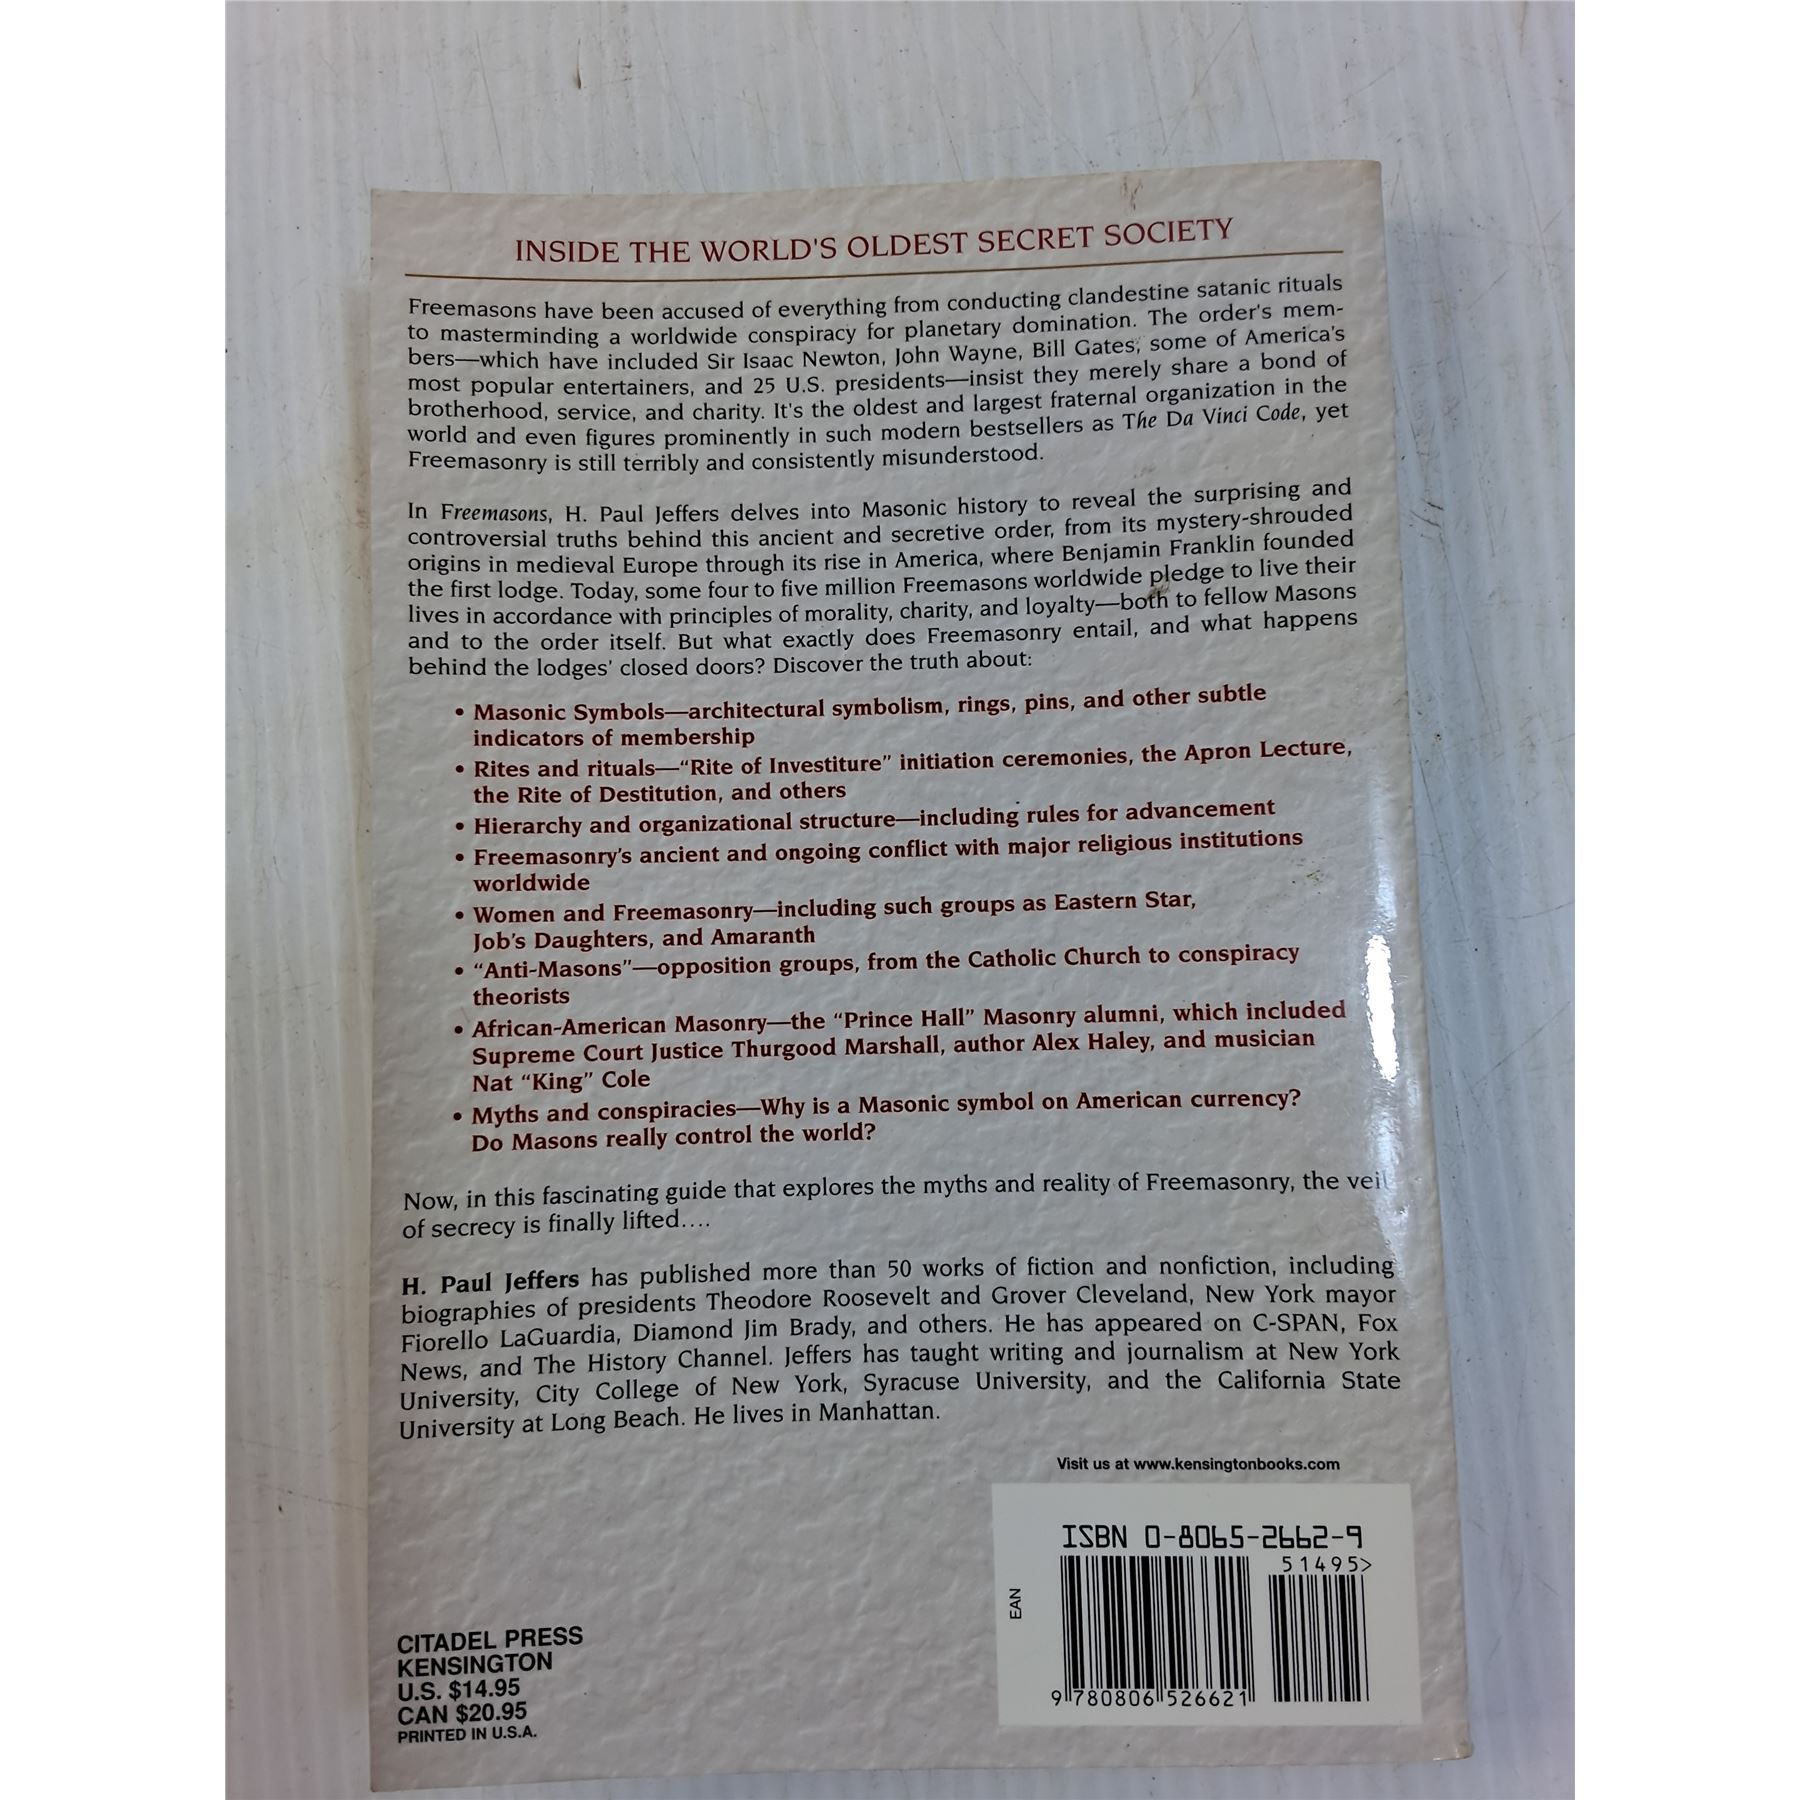 INSIDE THE WORLD'S OLDEST SECRET SOCIETY
Freemasons have been accused of everything from conducting clandestine satanic rituals
to masterminding a worldwide conspiracy for planetary domination. The order's mem-
bers—which have included Sir Isaac Newton, John Wayne, Bill Gates, some of America's
most popular entertainers, and 25 U.S. presidents—insist they merely share a bond of
brotherhood, service, and charity. It's the oldest and largest fraternal organization in the
world and even figures prominently in such modern bestsellers as The Da Vinci Code, yet
Freemasonry is still terribly and consistently misunderstood.
In Freemasons, H. Paul Jeffers delves into Masonic history to reveal the surprising and
controversial truths behind this ancient and secretive order, from its mystery-shrouded
origins in medieval Europe through its rise in America, where Benjamin Franklin founded
the first lodge. Today, some four to five million Freemasons worldwide pledge to live their
lives in accordance with principles of morality, charity, and loyalty—both to fellow Masons
and to the order itself. But what exactly does Freemasonry entail, and what happens
behind the lodges' closed doors? Discover the truth about:
• Masonic Symbols—architectural symbolism, rings, pins, and other subtle
indicators of membership
• Rites and rituals—“Rite of Investiture” initiation ceremonies, the Apron Lecture,
the Rite of Destitution, and others
• Hierarchy and organizational structure—including rules for advancement
• Freemasonry's ancient and ongoing conflict with major religious institutions
worldwide
• Women and Freemasonry—including such groups as Eastern Star,
Job's Daughters, and Amaranth
• “Anti-Masons”—opposition groups, from the Catholic Church to conspiracy
theorists
• African-American Masonry—the “Prince Hall” Masonry alumni, which included
Supreme Court Justice Thurgood Marshall, author Alex Haley, and musician
Nat “King” Cole
• Myths and conspiracies—Why is a Masonic symbol on American currency?
Do Masons really control the world?
Now, in this fascinating guide that explores the myths and reality of Freemasonry, the veil
of secrecy is finally lifted....
H. Paul Jeffers has published more than 50 works of fiction and nonfiction, including
biographies of presidents Theodore Roosevelt and Grover Cleveland, New York mayor
Fiorello LaGuardia, Diamond Jim Brady, and others. He has appeared on C-SPAN, Fox
News, and The History Channel. Jeffers has taught writing and journalism at New York
University, City College of New York, Syracuse University, and the California State
University at Long Beach. He lives in Manhattan.
Visit us at www.kensingtonbooks.com
ISBN 0-8065-2662-9
51495>
EAN
9 780806 526621
CITADEL PRESS
KENSINGTON
U.S. $14.95
CAN $20.95
PRINTED IN U.S.A.